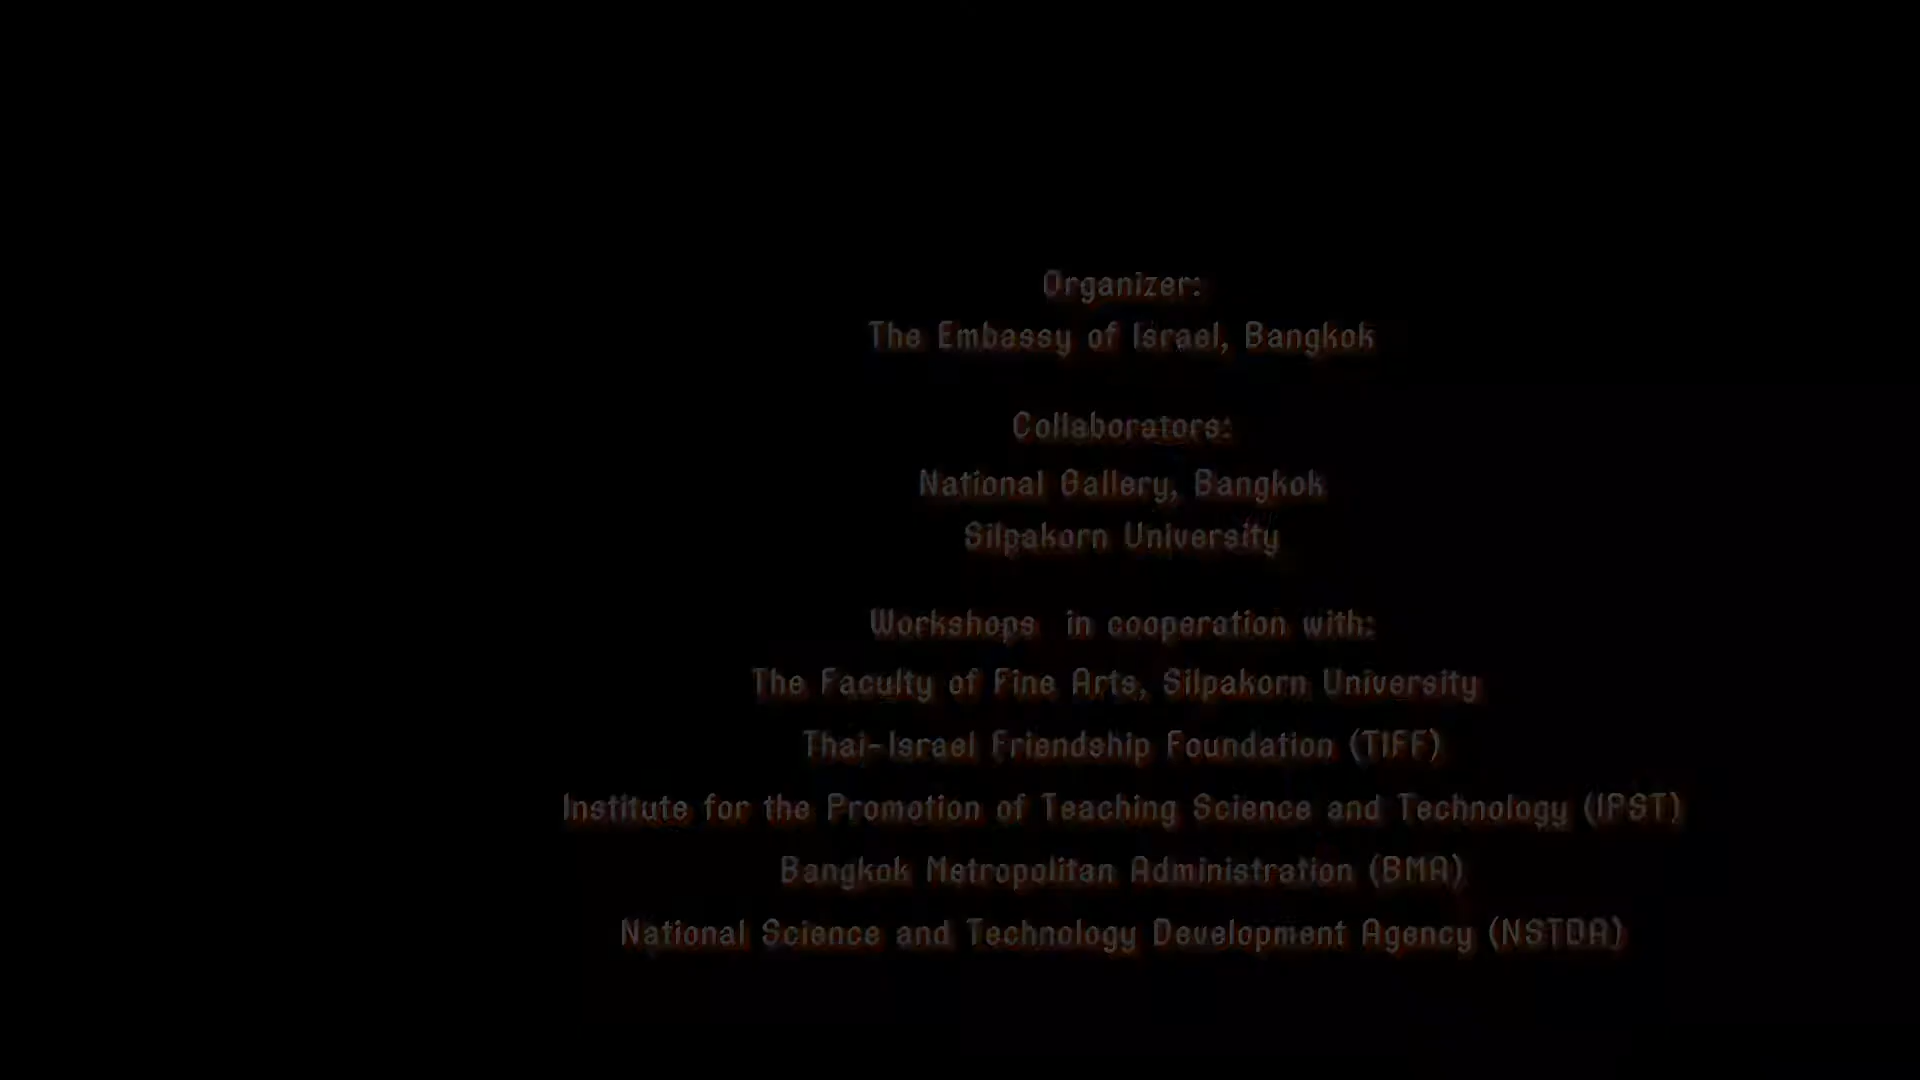 Organizer:
The Embassy of Israel, Bangkok
Collaborators:
National Gallery, Bangkok
Silpakorn University
Workshops in cooperation with:
The Faculty of Fine Arts, Silpakorn University
Thai-Israel Friendship Foundation (TIFF)
Institute for the Promotion of Teaching Science and Technology (IPST)
Bangkok Metropolitan Administration (BMA)
National Science and Technology Development Agency (NSTDA)